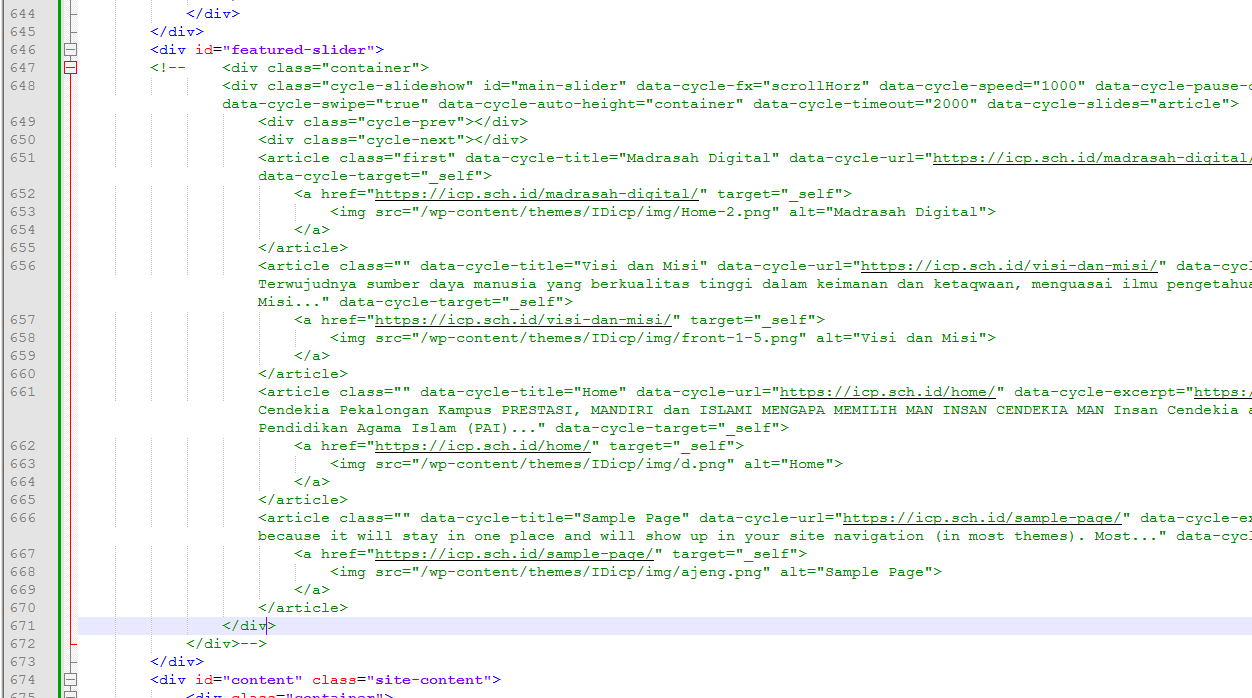 644 </div>
645 </div>
646 <div id="featured-slider">
647 <!-- <div class="container">
648 <div class="cycle-slideshow" id="main-slider" data-cycle-fx="scrollHorz" data-cycle-speed="1000" data-cycle-pause-o
data-cycle-swipe="true" data-cycle-auto-height="container" data-cycle-timeout="2000" data-cycle-slides="article">
649 <div class="cycle-prev"></div>
650 <div class="cycle-next"></div>
651 <article class="first" data-cycle-title="Madrasah Digital" data-cycle-url="https://icp.sch.id/madrasah-digital/
data-cycle-target="_self">
652 <a href="https://icp.sch.id/madrasah-digital/" target="_self">
653 <img src="/wp-content/themes/IDicp/img/Home-2.png" alt="Madrasah Digital">
654 </a>
655 </article>
656 <article class="" data-cycle-title="Visi dan Misi" data-cycle-url="https://icp.sch.id/visi-dan-misi/" data-cycl
Terwujudnya sumber daya manusia yang berkualitas tinggi dalam keimanan dan ketaqwaan, menguasai ilmu pengetahua
Misi..." data-cycle-target="_self">
657 <a href="https://icp.sch.id/visi-dan-misi/" target="_self">
658 <img src="/wp-content/themes/IDicp/img/front-1-5.png" alt="Visi dan Misi">
659 </a>
660 </article>
661 <article class="" data-cycle-title="Home" data-cycle-url="https://icp.sch.id/home/" data-cycle-excerpt="https:/
Cendekia Pekalongan Kampus PRESTASI, MANDIRI dan ISLAMI MENGAPA MEMILIH MAN INSAN CENDEKIA MAN Insan Cendekia a
Pendidikan Agama Islam (PAI)..." data-cycle-target="_self">
662 <a href="https://icp.sch.id/home/" target="_self">
663 <img src="/wp-content/themes/IDicp/img/d.png" alt="Home">
664 </a>
665 </article>
666 <article class="" data-cycle-title="Sample Page" data-cycle-url="https://icp.sch.id/sample-page/" data-cycle-ex
because it will stay in one place and will show up in your site navigation (in most themes). Most..." data-cycl
667 <a href="https://icp.sch.id/sample-page/" target="_self">
668 <img src="/wp-content/themes/IDicp/img/ajeng.png" alt="Sample Page">
669 </a>
670 </article>
671 </div>
672 </div>-->
673 </div>
674 <div id="content" class="site-content">
675 <div class="container">